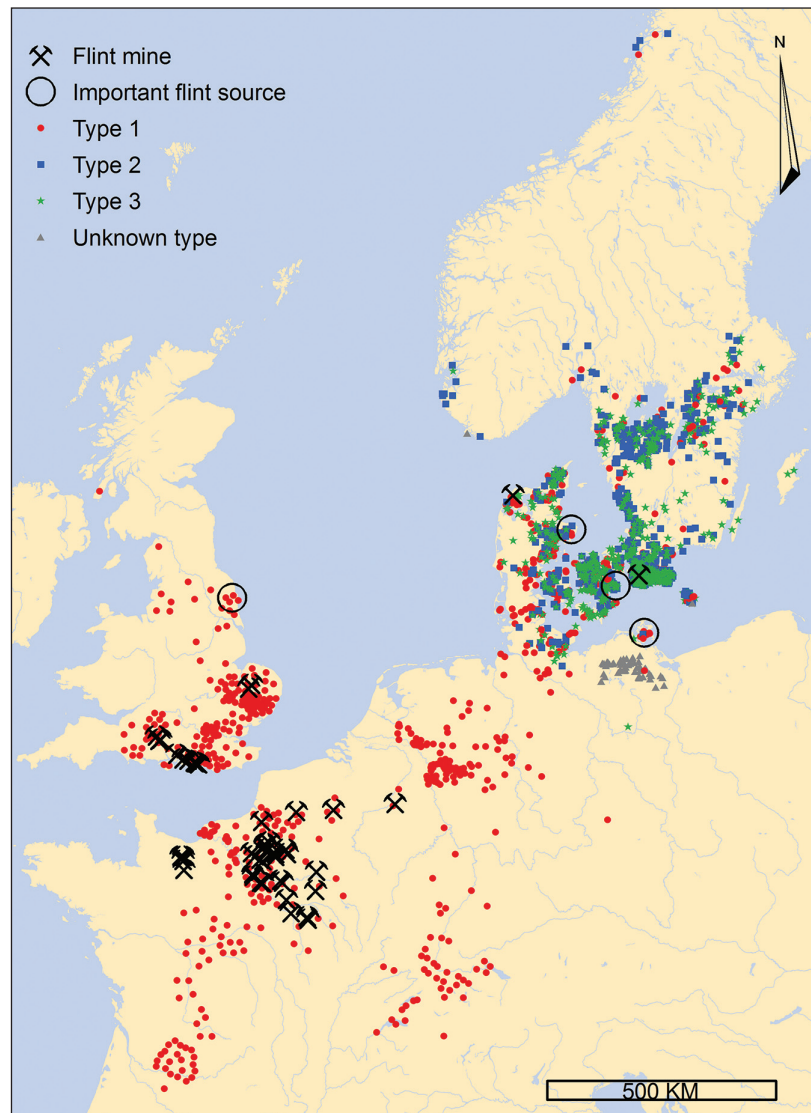 Flint mine
Important flint source
Type 1
Type 2
Type 3
Unknown type
N
500 KM